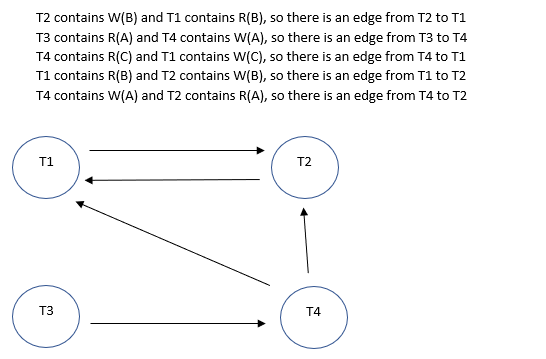 T2 contains W(B) and T1 contains R(B), so there is an edge from T2 to T1
T3 contains R(A) and T4 contains W(A), so there is an edge from T3 to T4
T4 contains R(C) and T1 contains W(C), so there is an edge from T4 to T1
T1 contains R(B) and T2 contains W(B), so there is an edge from T1 to T2
T4 contains W(A) and T2 contains R(A), so there is an edge from T4 to T2
T1
T2
T3
T4